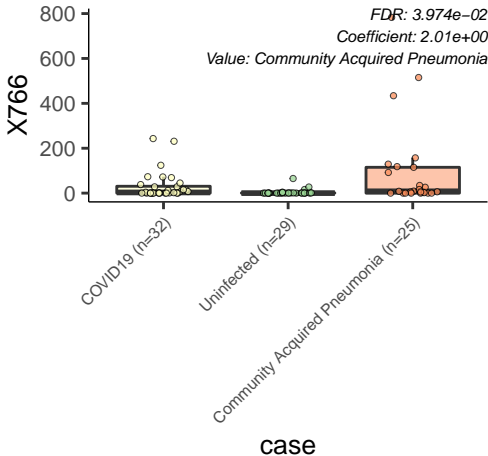 FDR: 3.974e−02
Coefficient: 2.01e+00
Value: Community Acquired Pneumonia
800
600
400
200
0
X766
COVID19 (n=32)
Uninfected (n=29)
Community Acquired Pneumonia (n=25)
case